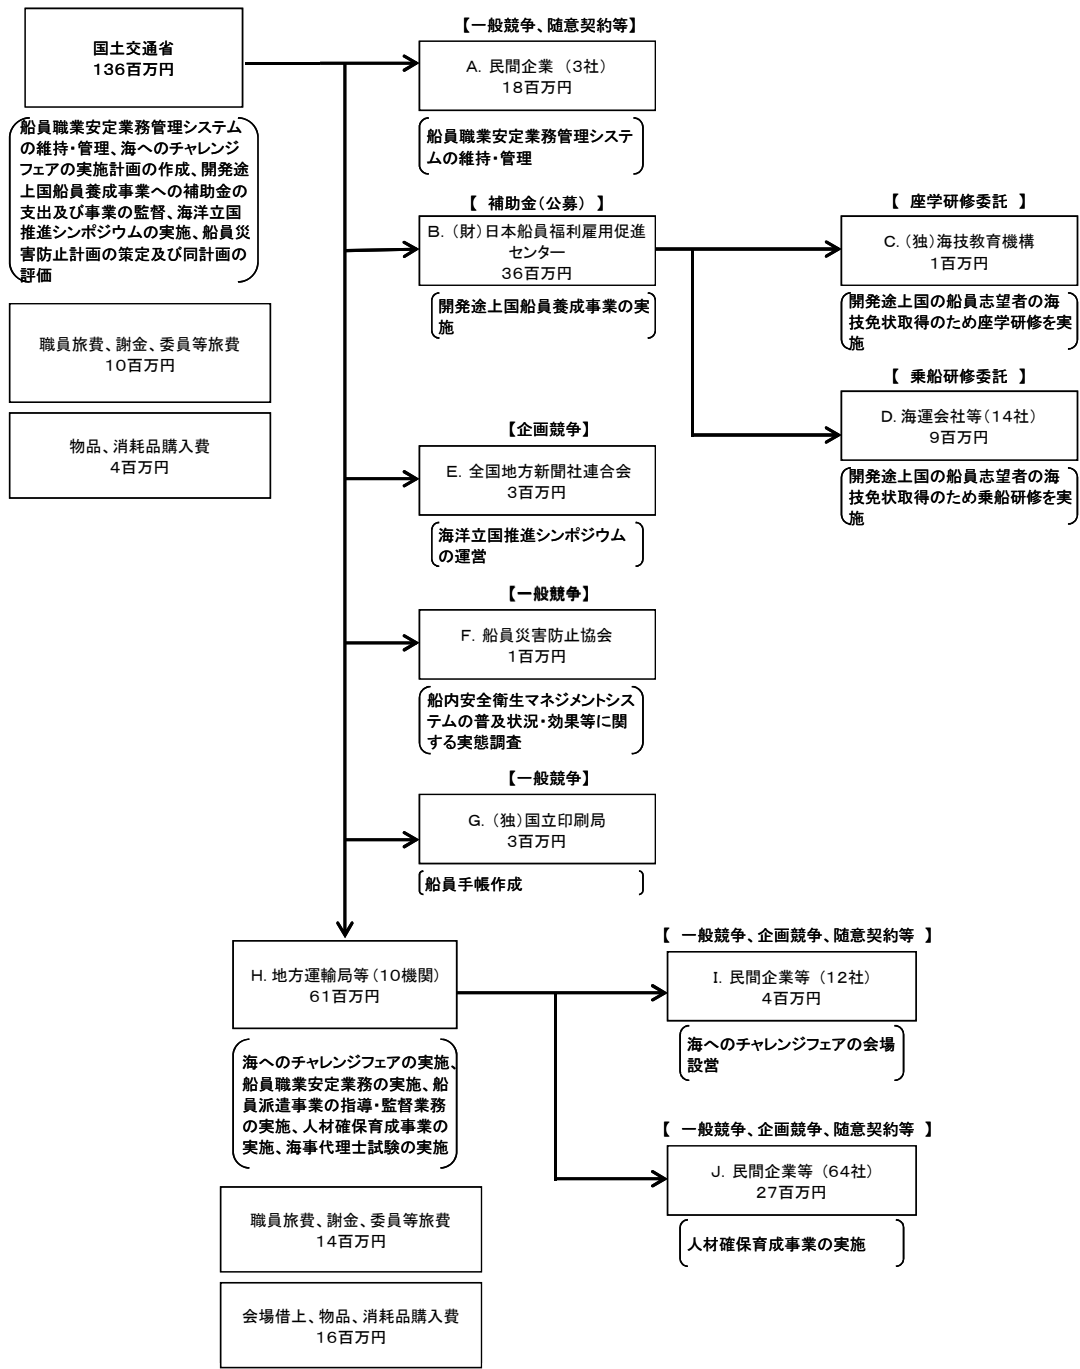 国土交通省
136百万円
船員職業安定業務管理システム
の維持・管理、海へのチャレンジ
フェアの実施計画の作成、開発途
上国船員養成事業への補助金の
支出及び事業の監督、海洋立国
推進シンポジウムの実施、船員災
害防止計画の策定及び同計画の
評価
職員旅費、謝金、委員等旅費
10百万円
物品、消耗品購入費
4百万円
【一般競争、随意契約等】
A. 民間企業 （3社）
18百万円
船員職業安定業務管理システ
ムの維持・管理
【 補助金（公募） 】
B. （財）日本船員福利雇用促進
センター
36百万円
開発途上国船員養成事業の実
施
【 座学研修委託 】
C. （独）海技教育機構
1百万円
開発途上国の船員志望者の海
技免状取得のため座学研修を実
施
【 乗船研修委託 】
D. 海運会社等（14社）
9百万円
開発途上国の船員志望者の海
技免状取得のため乗船研修を実
施
【企画競争】
E. 全国地方新聞社連合会
3百万円
海洋立国推進シンポジウム
の運営
【一般競争】
F. 船員災害防止協会
1百万円
船内安全衛生マネジメントシス
テムの普及状況・効果等に関
する実態調査
【一般競争】
G. （独）国立印刷局
3百万円
船員手帳作成
H. 地方運輸局等（10機関）
61百万円
海へのチャレンジフェアの実施、
船員職業安定業務の実施、船
員派遣事業の指導・監督業務
の実施、人材確保育成事業の
実施、海事代理士試験の実施
職員旅費、謝金、委員等旅費
14百万円
会場借上、物品、消耗品購入費
16百万円
【 一般競争、企画競争、随意契約等 】
I. 民間企業等 （12社）
4百万円
海へのチャレンジフェアの会場
設営
【 一般競争、企画競争、随意契約等 】
J. 民間企業等 （64社）
27百万円
人材確保育成事業の実施